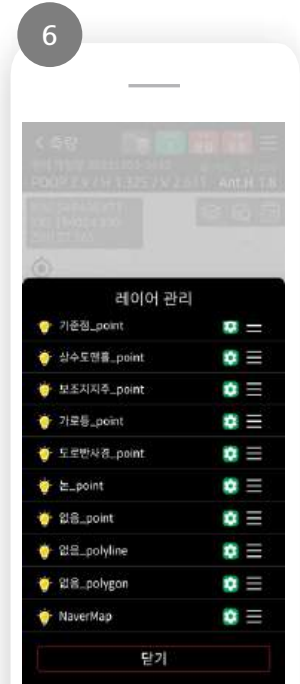 6
< 측량
Ant.H 1.8
레이어 관리
기준점_point
상수도맨홀_point
보조지지주_point
가로등_point
도로반사경_point
논_point
없음_point
없음_polyline
없음_polygon
NaverMap
닫기